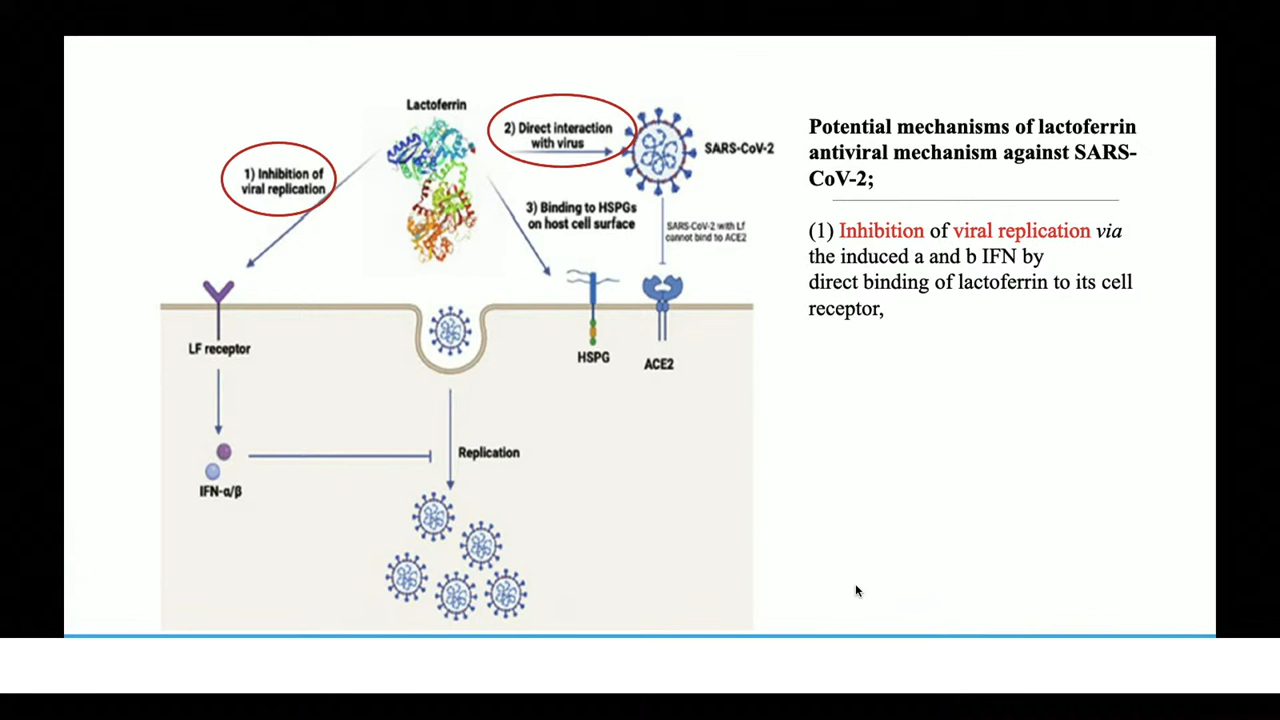 Lactoferrin
1) Inhibition of
viral replication
2) Direct interaction
with virus
SARS-CoV-2
3) Binding to HSPGs
on host cell surface
SARS-CoV-2 with Lf
cannot bind to ACE2
LF receptor
HSPG
ACE2
IFN-α/β
Replication
Potential mechanisms of lactoferrin
antiviral mechanism against SARS-
CoV-2;
(1) Inhibition of viral replication via
the induced a and b IFN by
direct binding of lactoferrin to its cell
receptor,